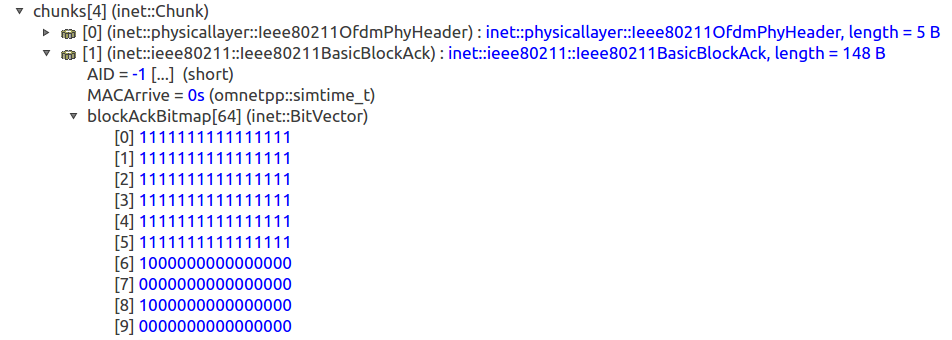 chunks[4] (inet::Chunk)
[0] (inet::physicallayer::Ieee80211OfdmPhyHeader) : inet::physicallayer::Ieee80211OfdmPhyHeader, length = 5 B
[1] (inet::ieee80211::Ieee80211BasicBlockAck) : inet::ieee80211::Ieee80211BasicBlockAck, length = 148 B
AID = -1 [...] (short)
MACArrive = 0s (omnetpp::simtime_t)
blockAckBitmap[64] (inet::BitVector)
[0] 1111111111111111
[1] 1111111111111111
[2] 1111111111111111
[3] 1111111111111111
[4] 1111111111111111
[5] 1111111111111111
[6] 1000000000000000
[7] 0000000000000000
[8] 1000000000000000
[9] 0000000000000000